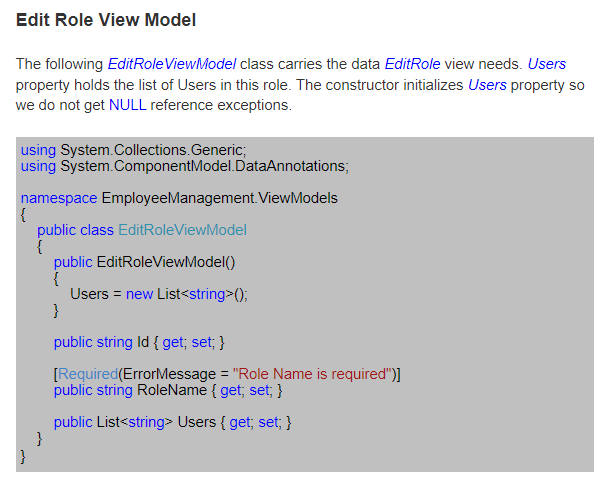 Edit Role View Model
The following EditRoleViewModel class carries the data EditRole view needs. Users
property holds the list of Users in this role. The constructor initializes Users property so
we do not get NULL reference exceptions.
using System.Collections.Generic;
using System.ComponentModel.DataAnnotations;
namespace EmployeeManagement.ViewModels
{
    public class EditRoleViewModel
    {
        public EditRoleViewModel()
        {
            Users = new List<string>();
        }
        public string Id { get; set; }
        [Required(ErrorMessage = "Role Name is required")]
        public string RoleName { get; set; }
        public List<string> Users { get; set; }
    }
}